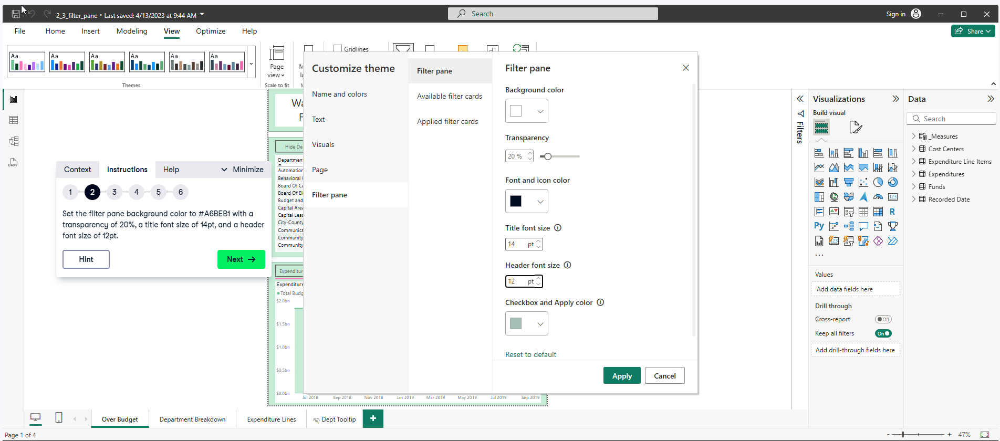 2_3_filter_pane • Last saved: 4/13/2023 at 9:44 AM
Search
Sign in
File
Home
Insert
Modeling
View
Optimize
Help
Share
Aa
Aa
Aa
Aa
Aa
Aa
Themes
Page
view
Scale to fit
Gridlines
Customize theme
Name and colors
Text
Visuals
Page
Filter pane
Filter pane
Available filter cards
Applied filter cards
Filter pane
Background color
Transparency
20 %
Font and icon color
Title font size
14 pt
Header font size
12 pt
Checkbox and Apply color
Reset to default
Apply
Cancel
Context
Instructions
Help
Minimize
1
2
3
4
5
6
Set the filter pane background color to #A6BEB1 with a
transparency of 20%, a title font size of 14pt, and a header
font size of 12pt.
HInt
Next
Hide De
Department
Automation
Behavioral H
Board Of Co
Board Of El
Budget and
Capital Area
Capital Leas
City-County
Communica
Community
Community
Expenditur
Expenditure
Total Budg
$2.0bn
$1.5bn
$1.0bn
$0.5bn
$0.0bn
Jul 2018
Sep 2018
Nov 2018
Jan 2019
Mar 2019
May 2019
Jul 2019
Sep 2019
Filters
Visualizations
Build visual
123
R
Py
123
...
Values
Add data fields here
Drill through
Cross-report
Off
Keep all filters
On
Add drill-through fields here
Data
Search
_Measures
Cost Centers
Expenditure Line Items
Expenditures
Funds
Recorded Date
DAX
Over Budget
Department Breakdown
Expenditure Lines
Dept Tooltip
+
Page 1 of 4
- + 47%